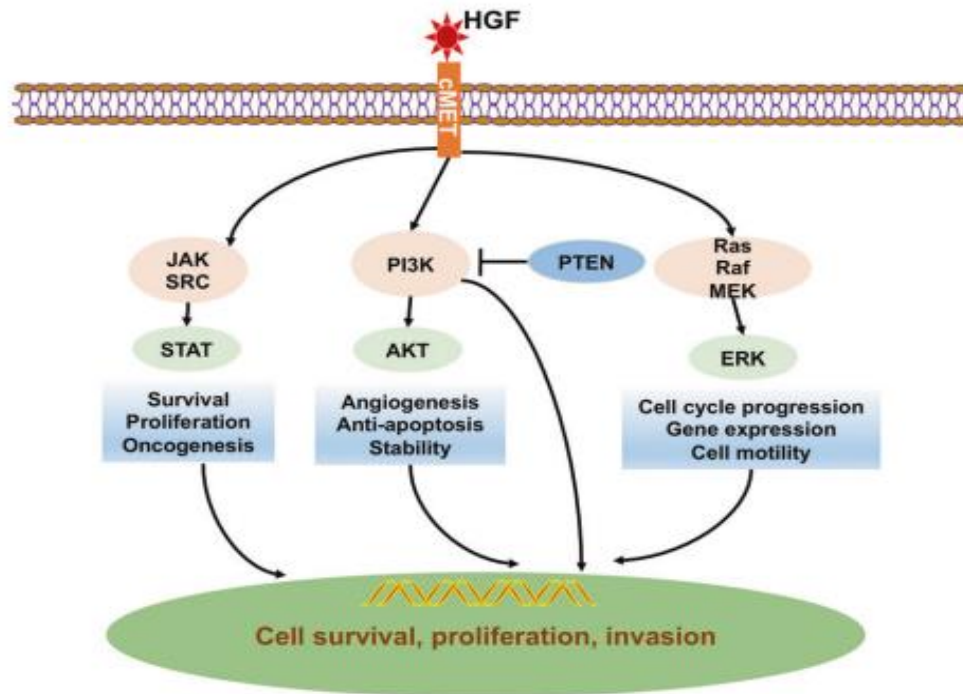 HGF
cMET
JAK
SRC
PI3K
PTEN
Ras
Raf
MEK
STAT
AKT
ERK
Survival
Proliferation
Oncogenesis
Angiogenesis
Anti-apoptosis
Stability
Cell cycle progression
Gene expression
Cell motility
Cell survival, proliferation, invasion